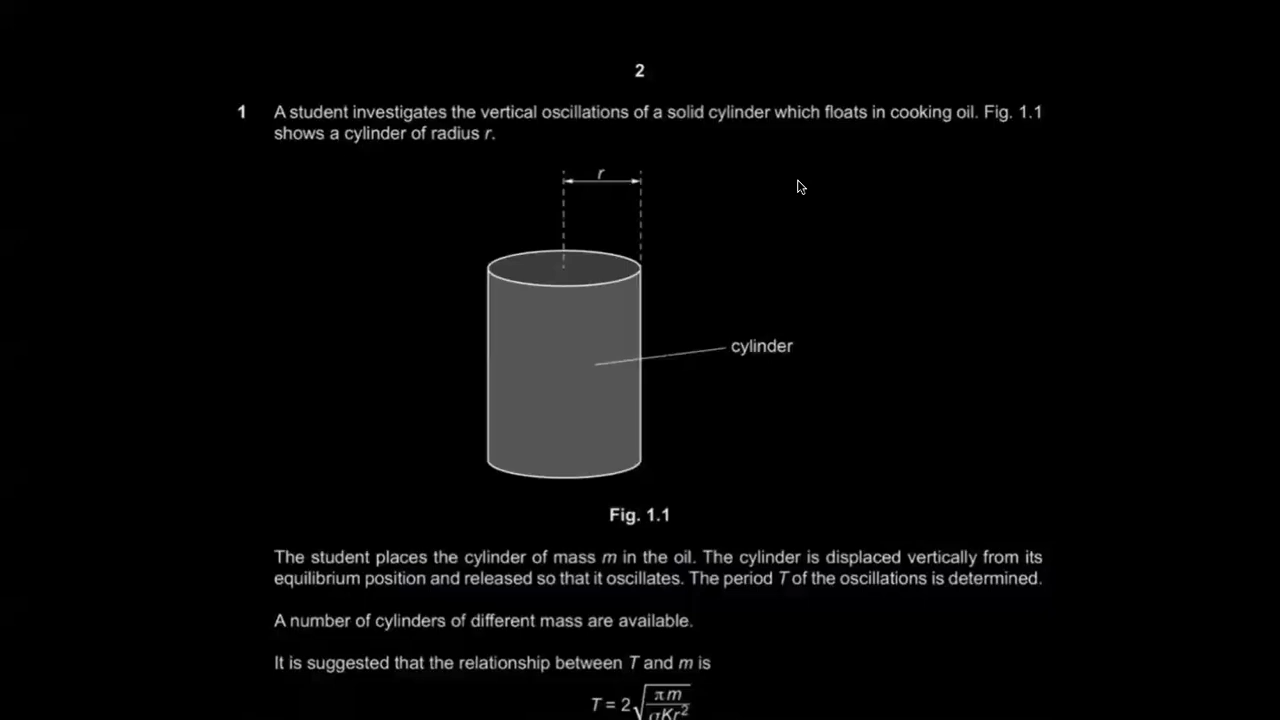 2
1 A student investigates the vertical oscillations of a solid cylinder which floats in cooking oil. Fig. 1.1
shows a cylinder of radius r.
r
cylinder
Fig. 1.1
The student places the cylinder of mass m in the oil. The cylinder is displaced vertically from its
equilibrium position and released so that it oscillates. The period T of the oscillations is determined.
A number of cylinders of different mass are available.
It is suggested that the relationship between T and m is
T = 2√(πm/σKr²)